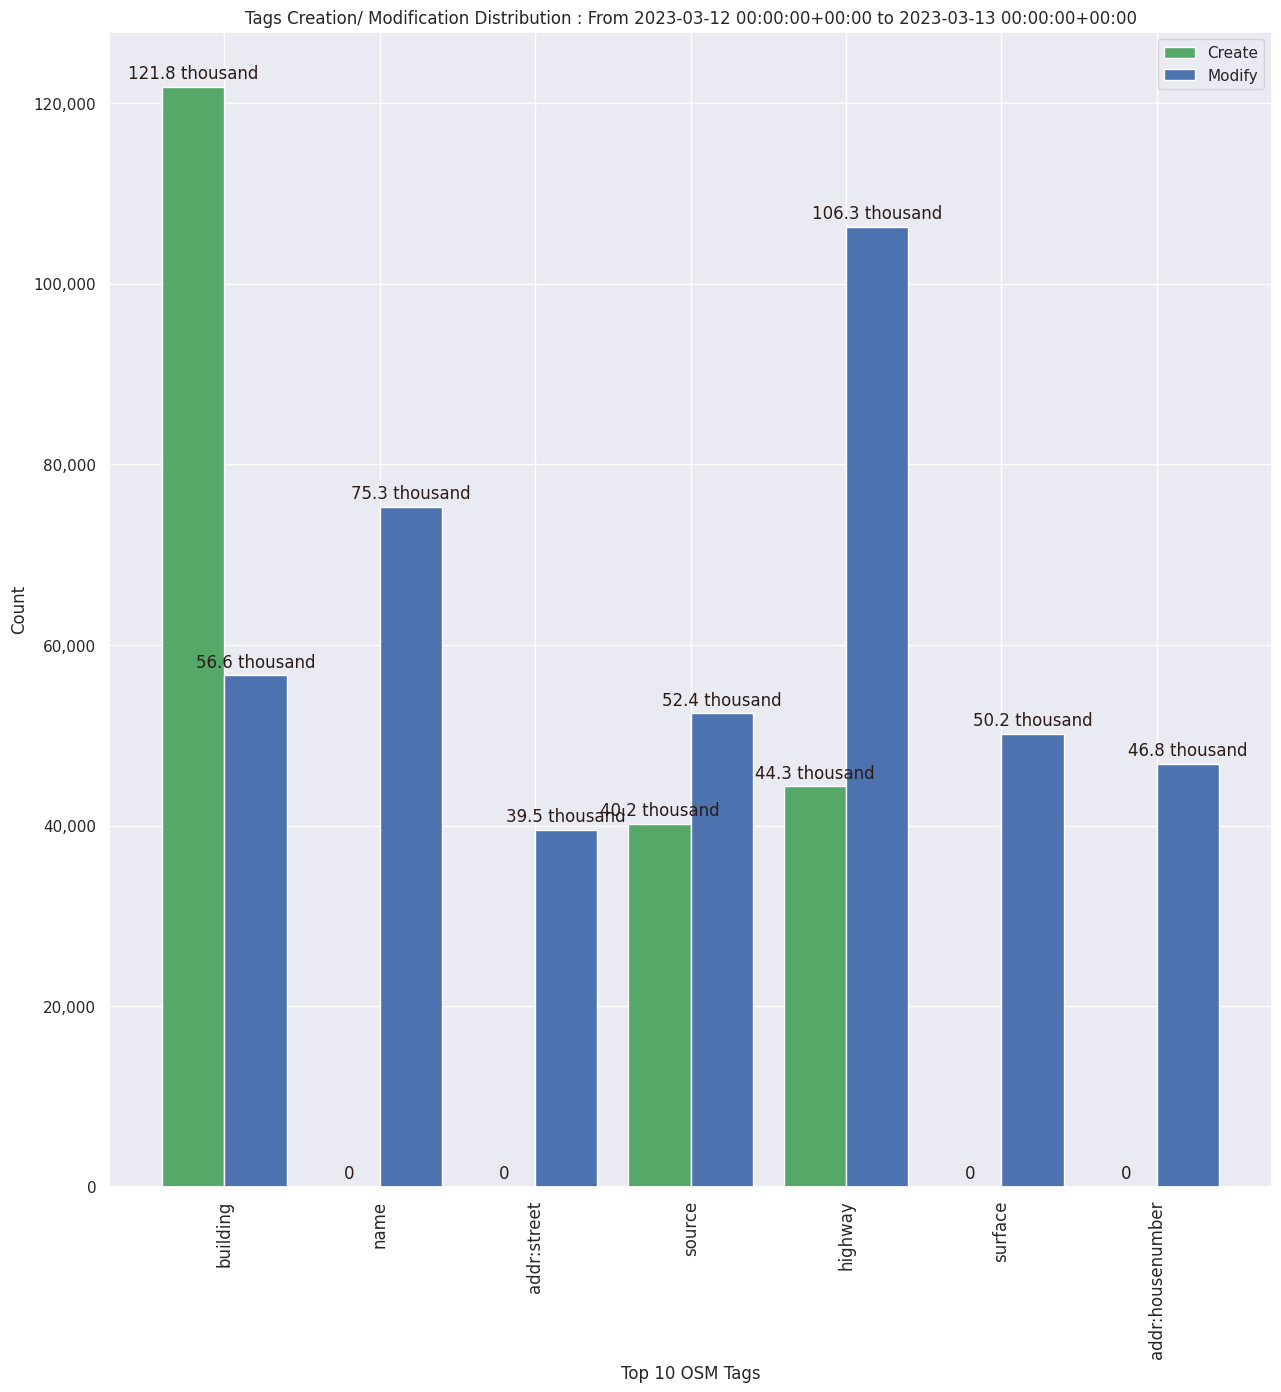 Tags Creation/ Modification Distribution : From 2023-03-12 00:00:00+00:00 to 2023-03-13 00:00:00+00:00
Create
Modify
Count
120,000
100,000
80,000
60,000
40,000
20,000
0
121.8 thousand
56.6 thousand
0
75.3 thousand
0
39.5 thousand
40.2 thousand
52.4 thousand
44.3 thousand
106.3 thousand
0
50.2 thousand
0
46.8 thousand
building
name
addr:street
source
highway
surface
addr:housenumber
Top 10 OSM Tags